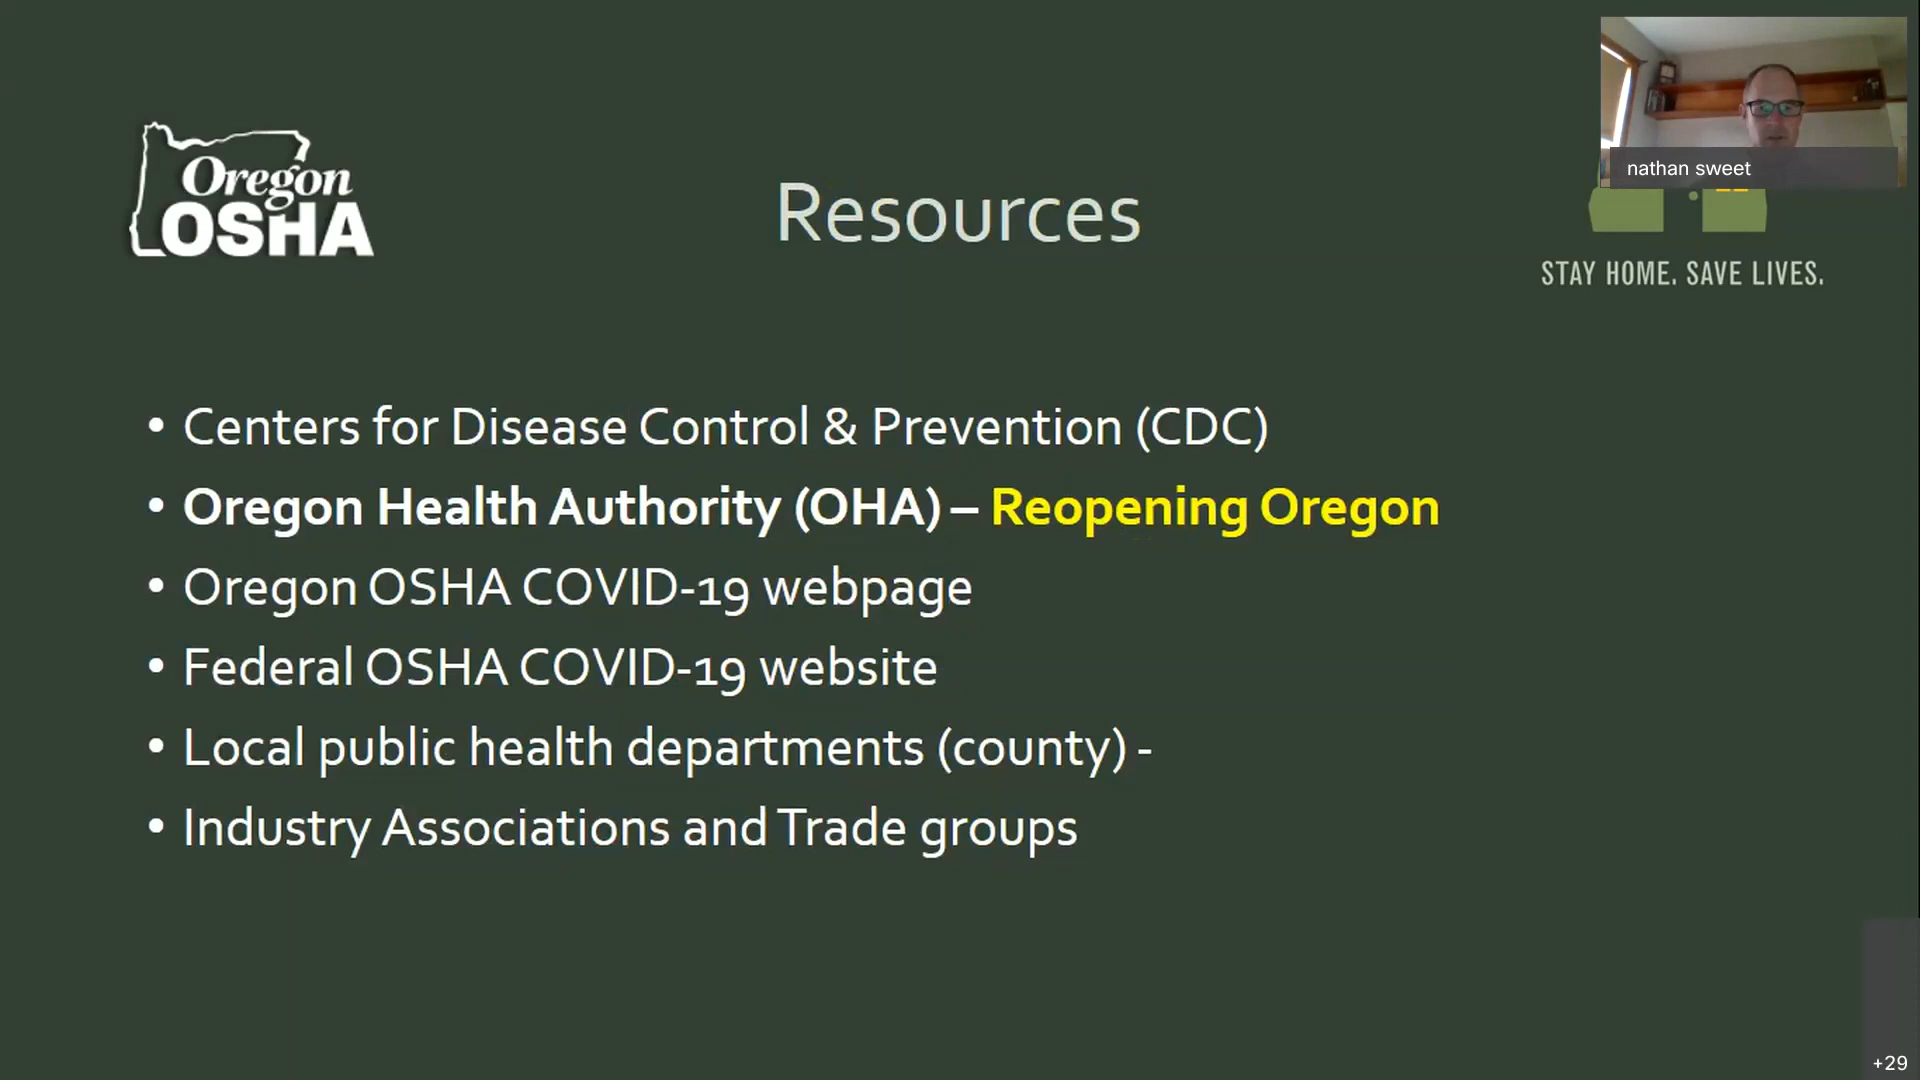 nathan sweet
Oregon
OSHA
Resources
STAY HOME. SAVE LIVES.
• Centers for Disease Control & Prevention (CDC)
• Oregon Health Authority (OHA) – Reopening Oregon
• Oregon OSHA COVID-19 webpage
• Federal OSHA COVID-19 website
• Local public health departments (county) -
• Industry Associations and Trade groups
+29